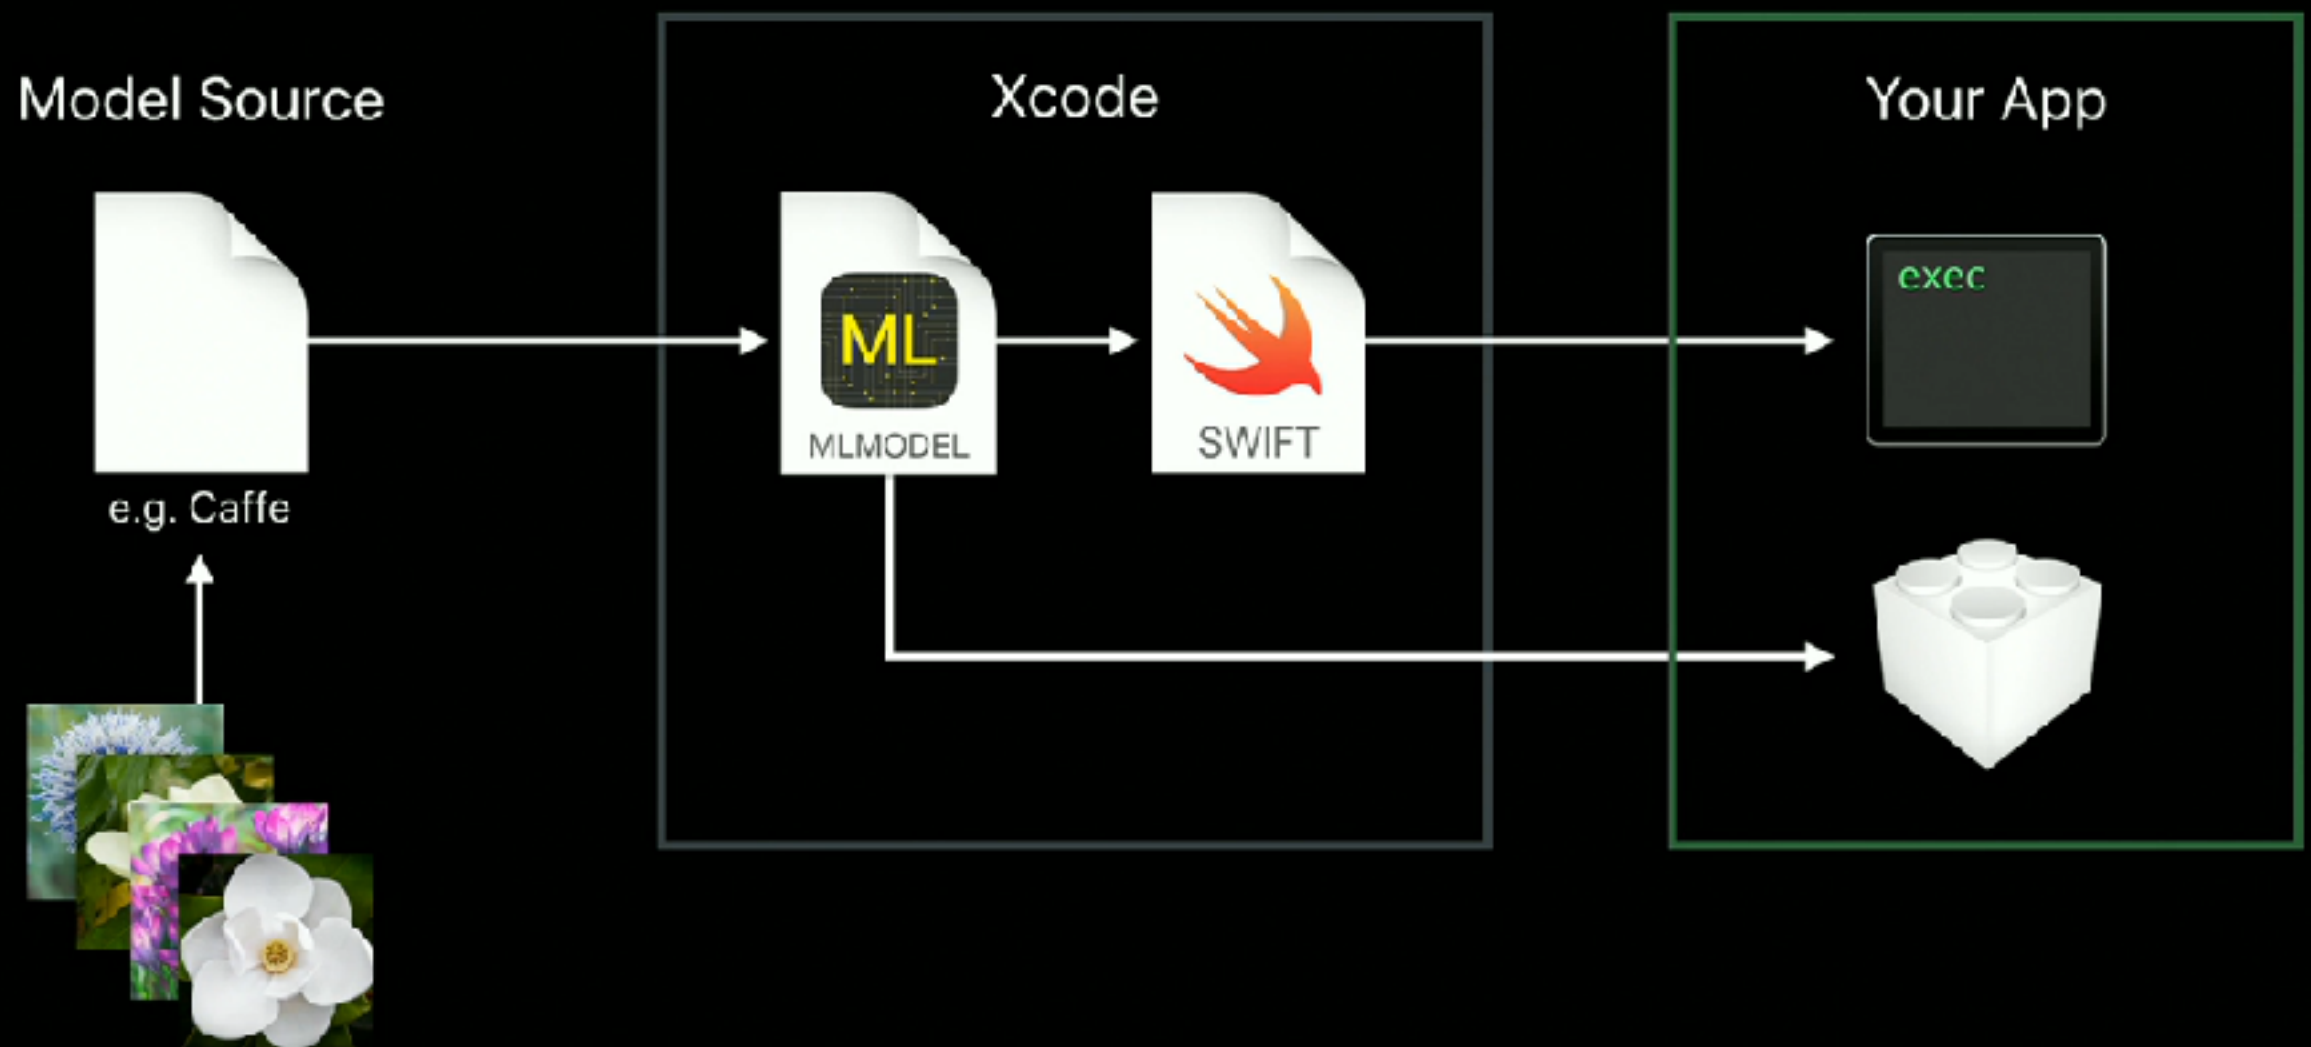 Model Source
Xcode
Your App
ML
MLMODEL
SWIFT
exec
e.g. Caffe